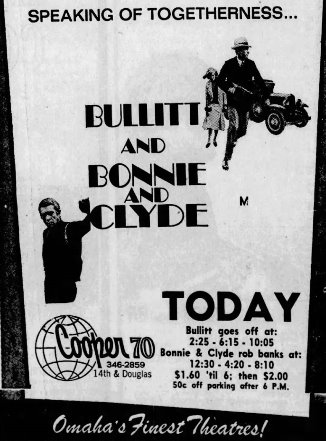 SPEAKING OF TOGETHERNESS...
BULLITT
AND
BONNIE
AND
CLYDE
M
TODAY
Bullitt goes off at:
2:25 - 6:15 - 10:05
Bonnie & Clyde rob banks at:
12:30 - 4:20 - 8:10
$1.60 'til 6; then $2.00
50c off parking after 6 P.M.
Cooper 70
346-2859
14th & Douglas
Omaha's Finest Theatres!